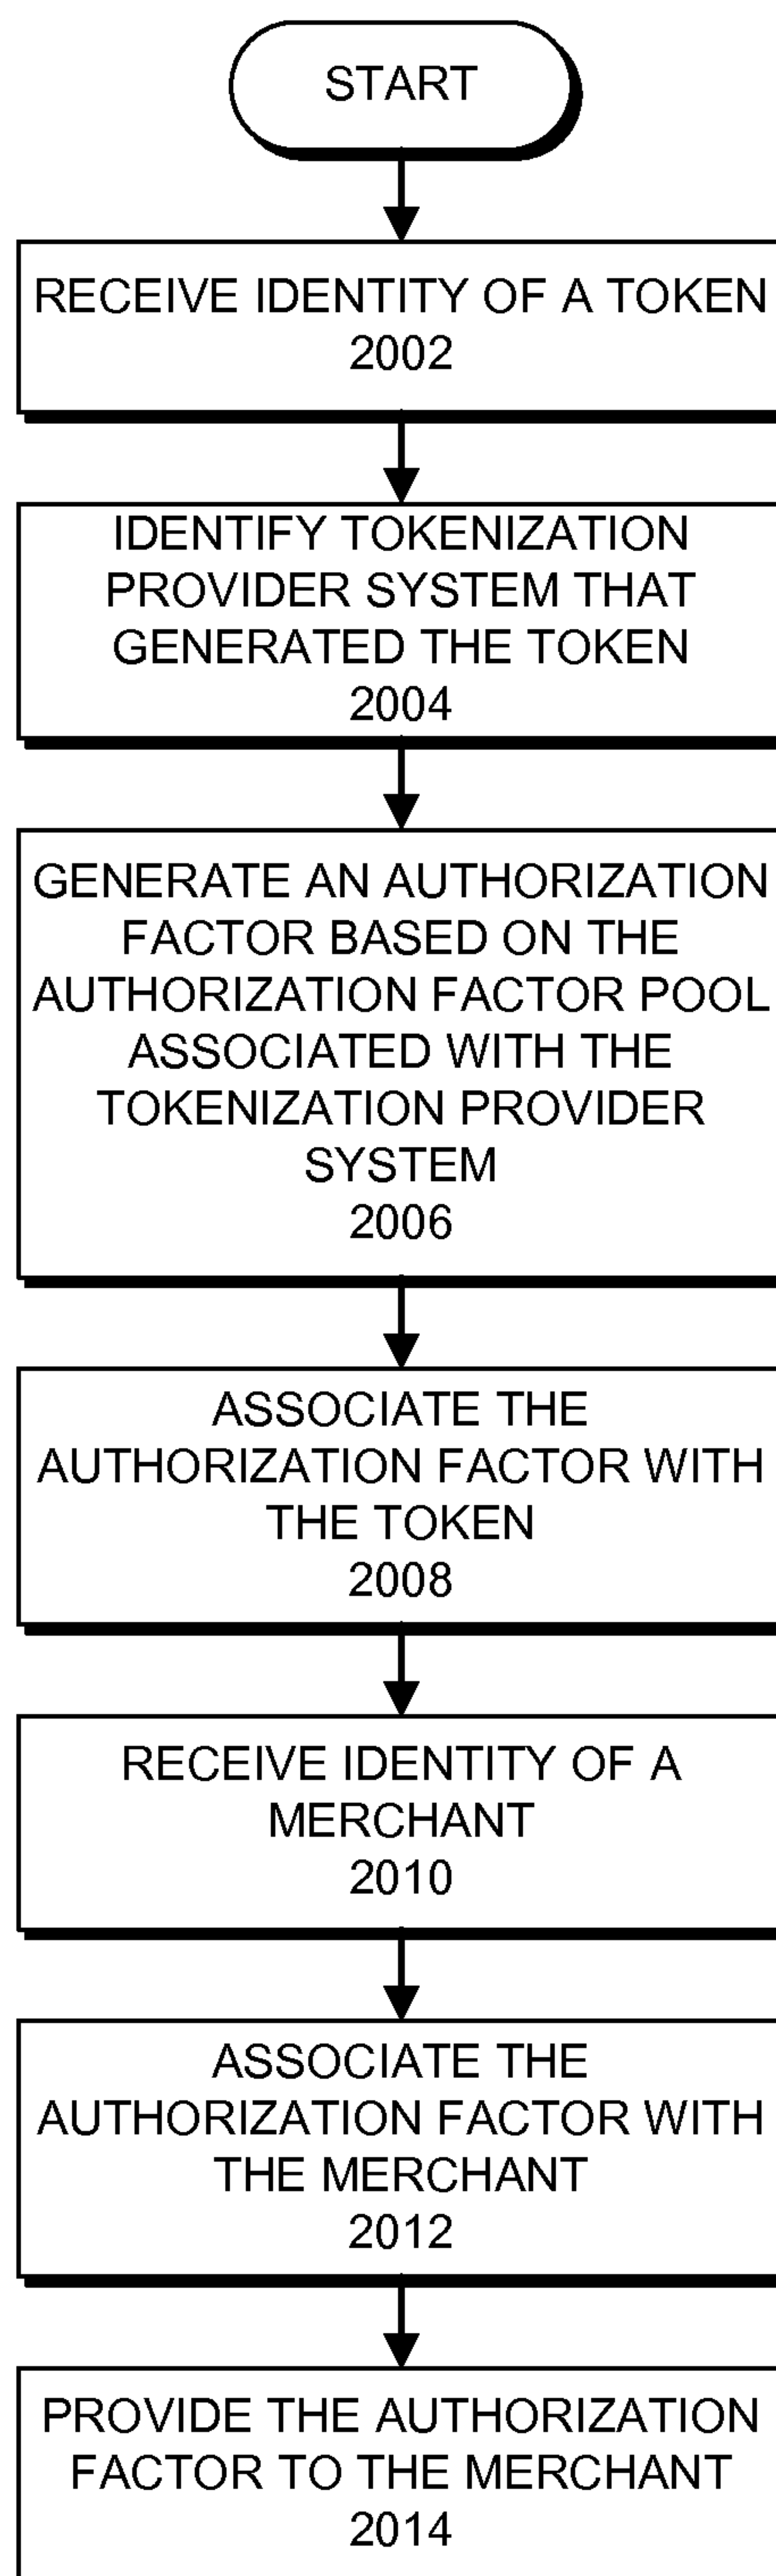 START
RECEIVE IDENTITY OF A TOKEN
2002
IDENTIFY TOKENIZATION
PROVIDER SYSTEM THAT
GENERATED THE TOKEN
2004
GENERATE AN AUTHORIZATION
FACTOR BASED ON THE
AUTHORIZATION FACTOR POOL
ASSOCIATED WITH THE
TOKENIZATION PROVIDER
SYSTEM
2006
ASSOCIATE THE
AUTHORIZATION FACTOR WITH
THE TOKEN
2008
RECEIVE IDENTITY OF A
MERCHANT
2010
ASSOCIATE THE
AUTHORIZATION FACTOR WITH
THE MERCHANT
2012
PROVIDE THE AUTHORIZATION
FACTOR TO THE MERCHANT
2014